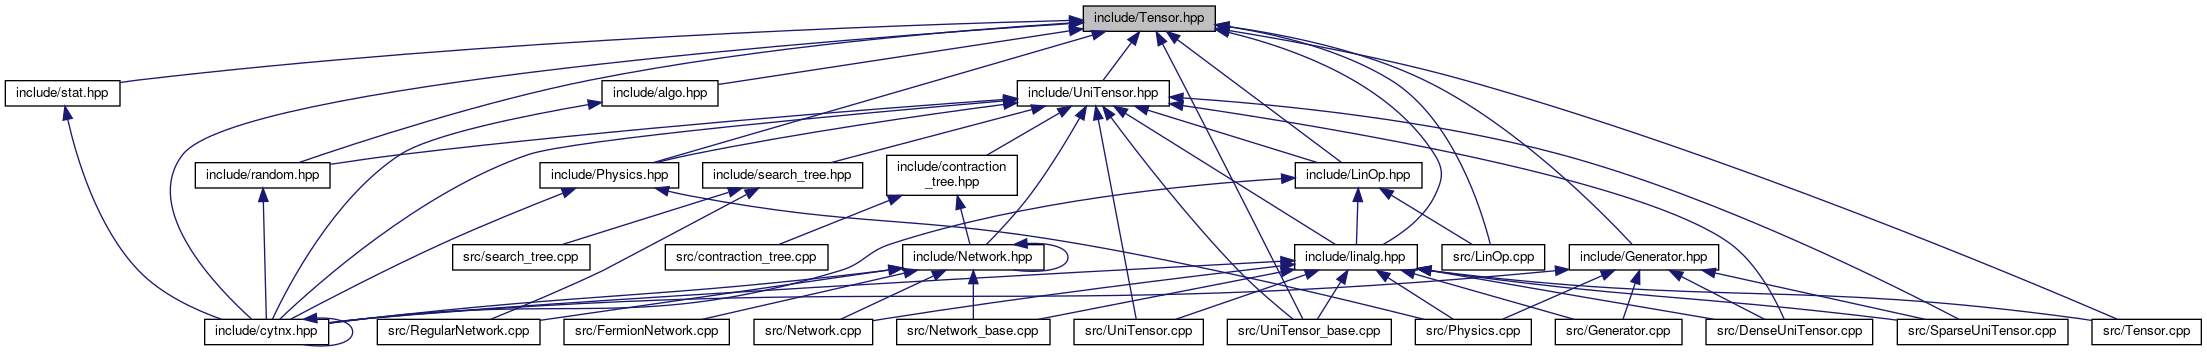 include/Tensor.hpp
include/stat.hpp
include/algo.hpp
include/UniTensor.hpp
include/random.hpp
include/Physics.hpp
include/search_tree.hpp
include/contraction
_tree.hpp
include/LinOp.hpp
src/search_tree.cpp
src/contraction_tree.cpp
include/Network.hpp
include/linalg.hpp
src/LinOp.cpp
include/Generator.hpp
include/cytnx.hpp
src/RegularNetwork.cpp
src/FermionNetwork.cpp
src/Network.cpp
src/Network_base.cpp
src/UniTensor.cpp
src/UniTensor_base.cpp
src/Physics.cpp
src/Generator.cpp
src/DenseUniTensor.cpp
src/SparseUniTensor.cpp
src/Tensor.cpp